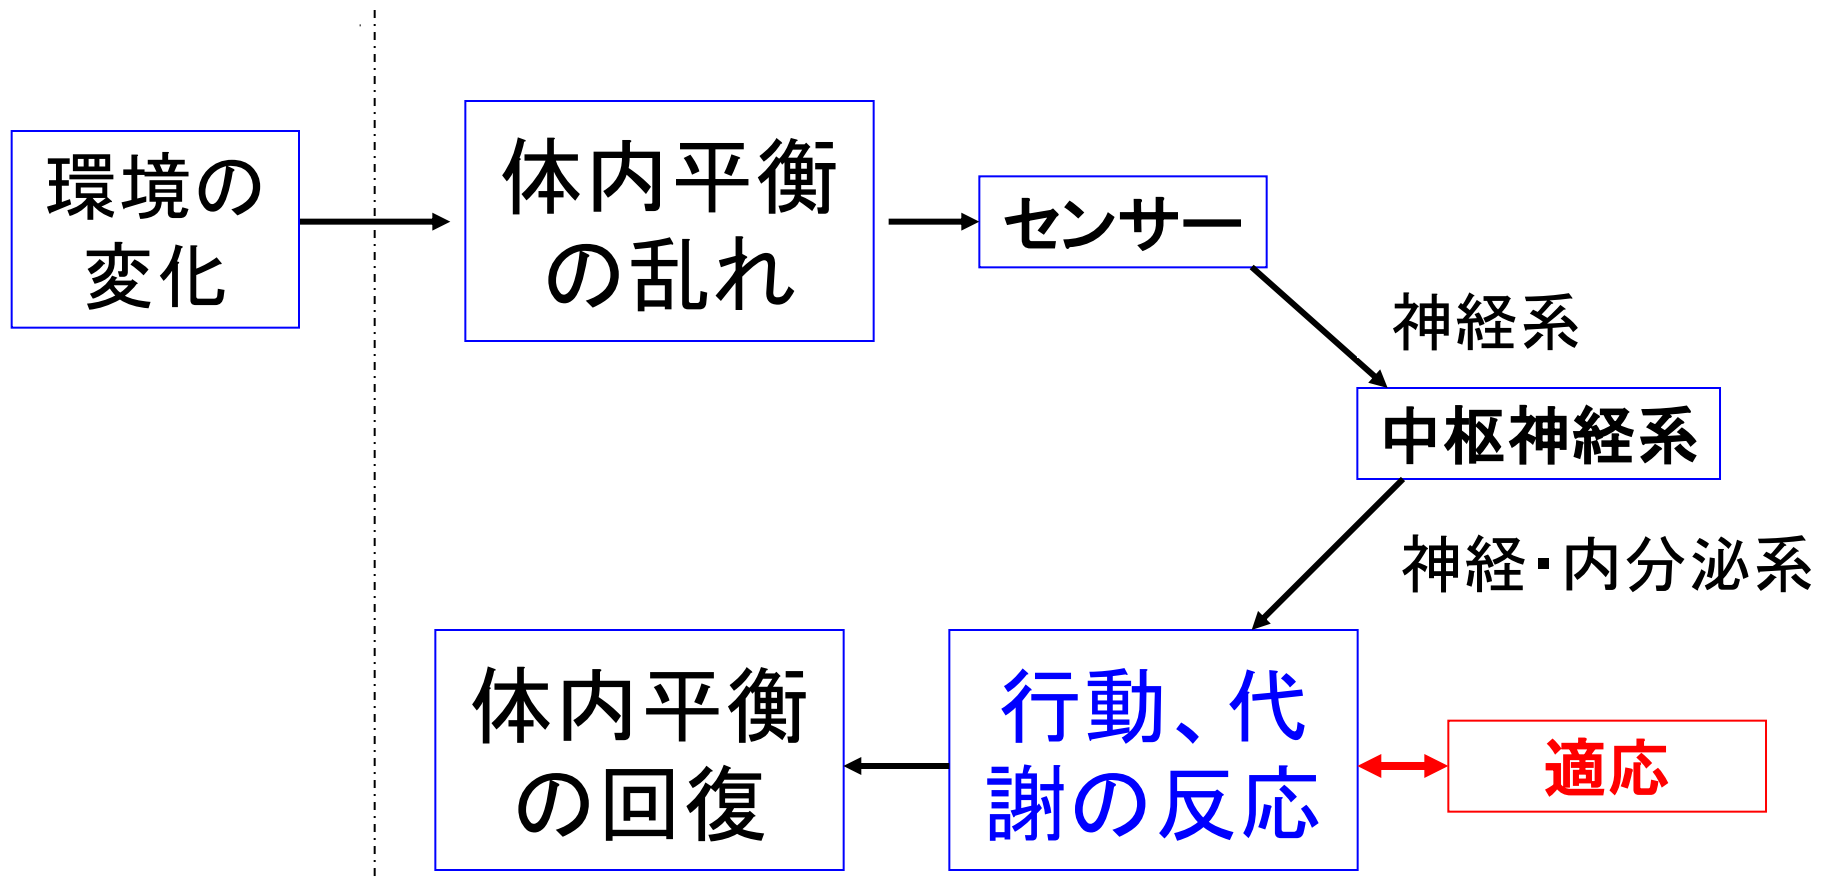 環境の
変化
体内平衡
の乱れ
センサー
神経系
中枢神経系
神経・内分泌系
体内平衡
の回復
行動、代
謝の反応
適応